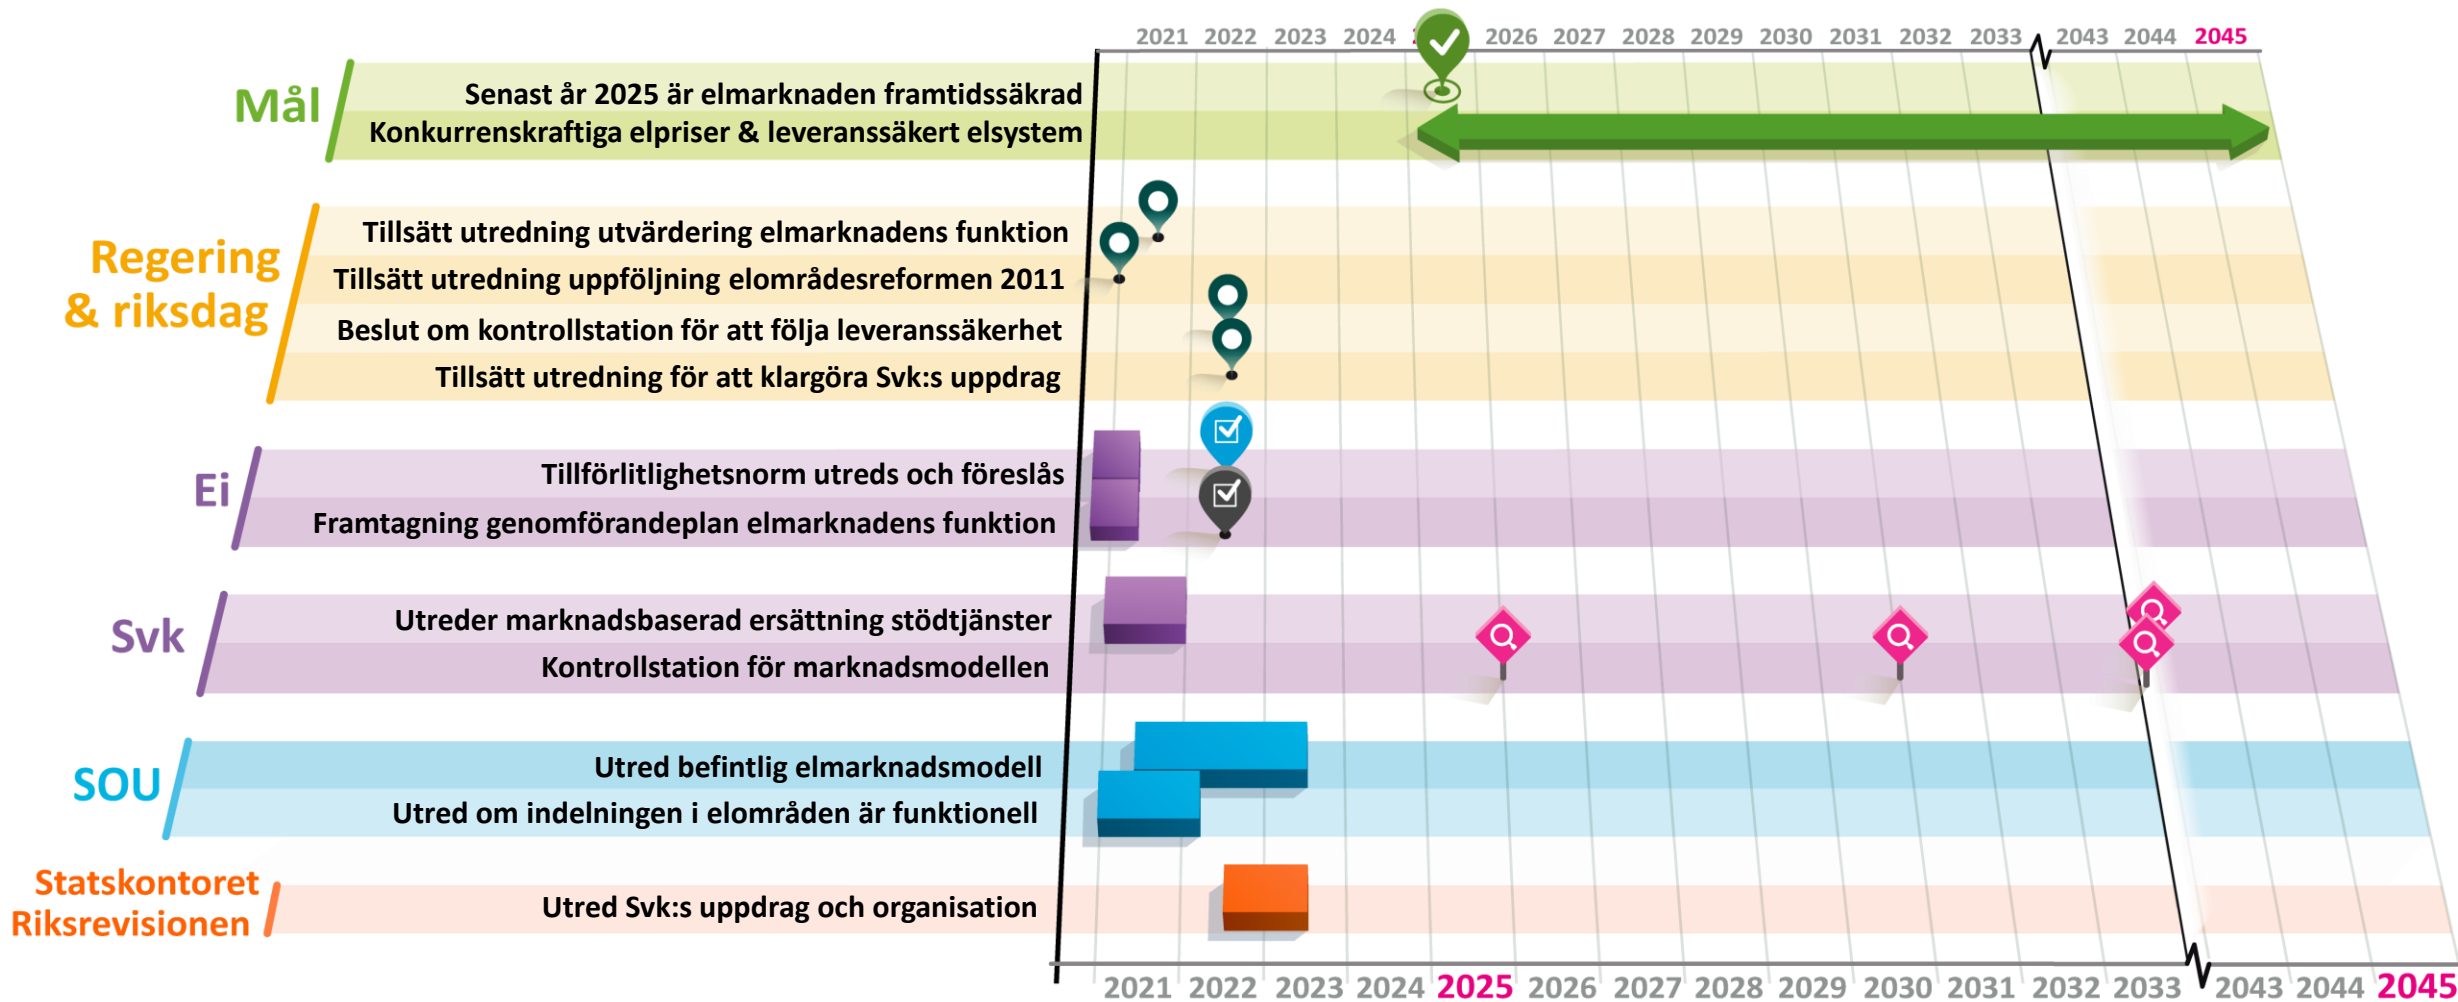 2021 2022 2023 2024 2026 2027 2028 2029 2030 2031 2032 2033 2043 2044 2045
Mål
Senast år 2025 är elmarknaden framtidssäkrad
Konkurrenskraftiga elpriser & leveranssäkert elsystem
Regering
& riksdag
Tillsätt utredning utvärdering elmarknadens funktion
Tillsätt utredning uppföljning elområdesreformen 2011
Beslut om kontrollstation för att följa leveranssäkerhet
Tillsätt utredning för att klargöra Svk:s uppdrag
Ei
Tillförlitlighetsnorm utreds och föreslås
Framtagning genomförandeplan elmarknadens funktion
Svk
Utreder marknadsbaserad ersättning stödtjänster
Kontrollstation för marknadsmodellen
SOU
Utred befintlig elmarknadsmodell
Utred om indelningen i elområden är funktionell
Statskontoret
Riksrevisionen
Utred Svk:s uppdrag och organisation
2021 2022 2023 2024 2025 2026 2027 2028 2029 2030 2031 2032 2033 2043 2044 2045